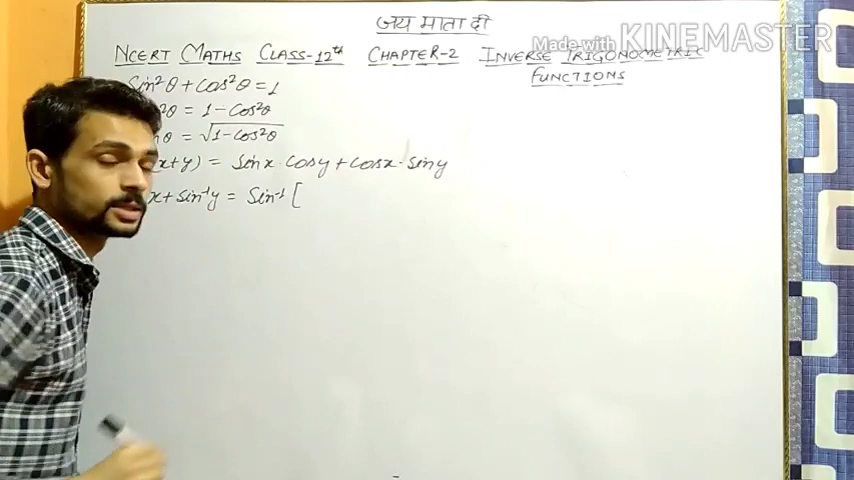 जय माता दी
Made with KINEMASTER
NCERT MATHS CLASS-12th CHAPTER-2 INVERSE TRIGONOMETRIC FUNCTIONS
Sin²θ + Cos²θ = 1
²θ = 1 - Cos²θ
θ = √1-Cos²θ
x+y) = Sinx·Cosy + Cosx·Siny
x + Sin⁻¹y = Sin⁻¹ [